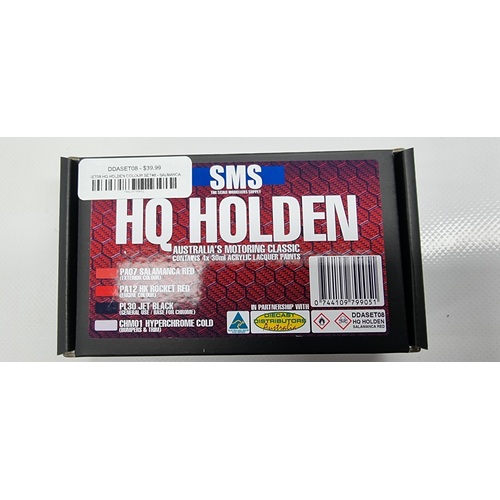 DDASET08 - $39.99
SMS
THE SCALE MODELLERS SUPPLY
HQ HOLDEN
AUSTRALIA'S MOTORING CLASSIC
CONTAINS 4x 30ml ACRYLIC LACQUER PAINTS
PA07 SALAMANCA RED
(EXTERIOR COLOUR)
PA12 HK ROCKET RED
(ENGINE COLOUR)
PL30 JET BLACK
(GENERAL USE / BASE FOR CHROME)
CHM01 HYPERCHROME COLD
(BUMPERS & TRIM)
IN PARTNERSHIP WITH
DIECAST
DISTRIBUTORS
Australia
0 744109 799051
DDASET08
HQ HOLDEN
SALAMANCA RED